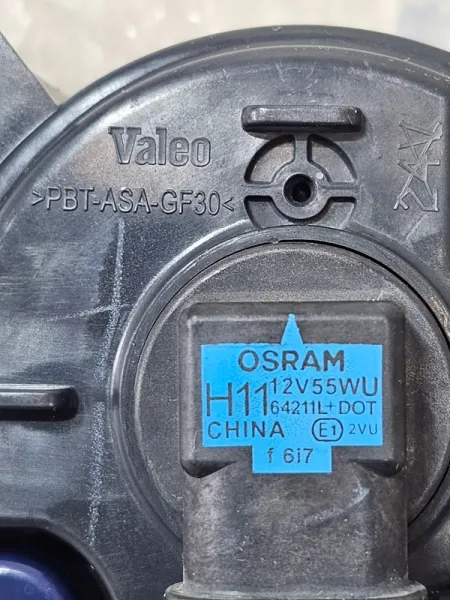 Valeo
>PBT-ASA-GF30<
OSRAM
H11 12V55WU
64211L+ DOT
CHINA E1 2VU
f 6i7